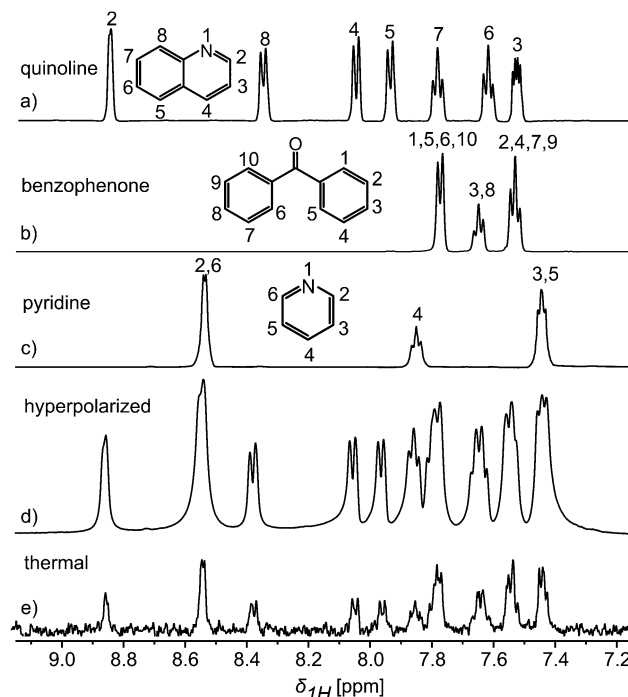 2 8 4 5 7 6 3
quinoline
8 1 N 2
7
6 3
5 4
a)
1,5,6,10 2,4,7,9
3,8
benzophenone
O
10 1
9 2
8 6 5 3
7 4
b)
2,6 1 3,5
pyridine
N
6 2
5 3
4
4
c)
hyperpolarized
d)
thermal
e)
9.0 8.8 8.6 8.4 8.2 8.0 7.8 7.6 7.4 7.2
δ1H [ppm]